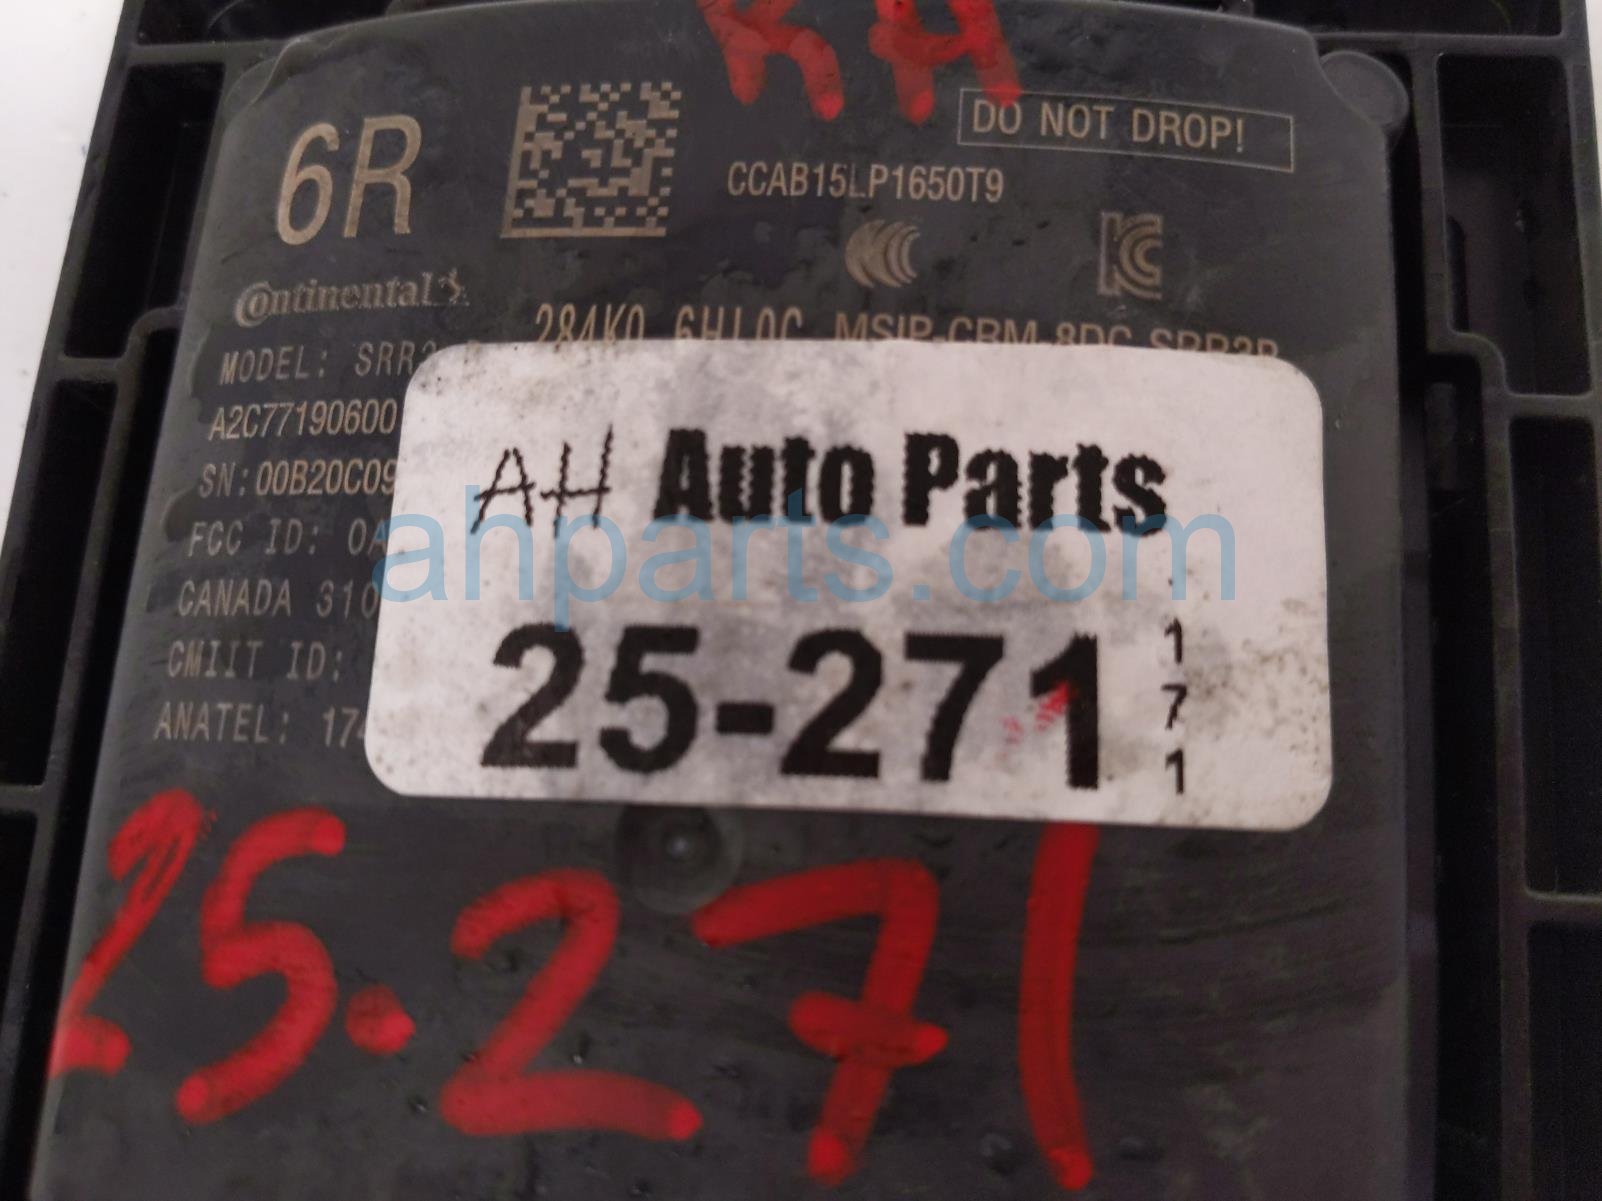 RH
6R
DO NOT DROP!
CCAB15LP1650T9
Continental
284K0 6HL0C MSIP-CRM-8DC-SRR3B
MODEL: SRR
A2C77190600
SN:00B20C09
FCC ID: OA
CANADA 310
CMIIT ID:
ANATEL: 174
AH Auto Parts
25-271
171
ahparts.com
25.271